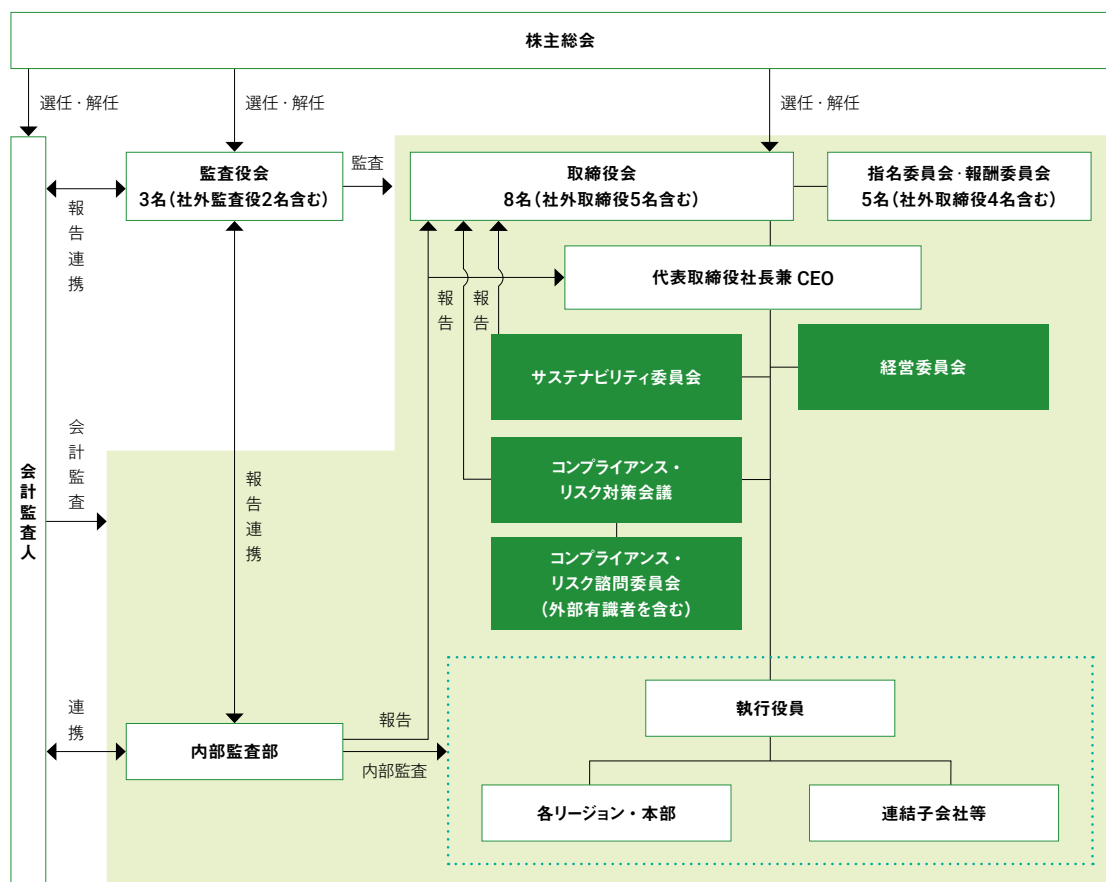 株主総会
選任・解任
選任・解任
選任・解任
監査役会
3名（社外監査役2名含む）
監査
取締役会
8名（社外取締役5名含む）
指名委員会・報酬委員会
5名（社外取締役4名含む）
報告連携
代表取締役社長兼 CEO
報告
報告
サステナビリティ委員会
経営委員会
会計監査
会計監査人
コンプライアンス・
リスク対策会議
報告連携
コンプライアンス・
リスク諮問委員会
（外部有識者を含む）
執行役員
連携
内部監査部
報告
内部監査
各リージョン・本部
連結子会社等